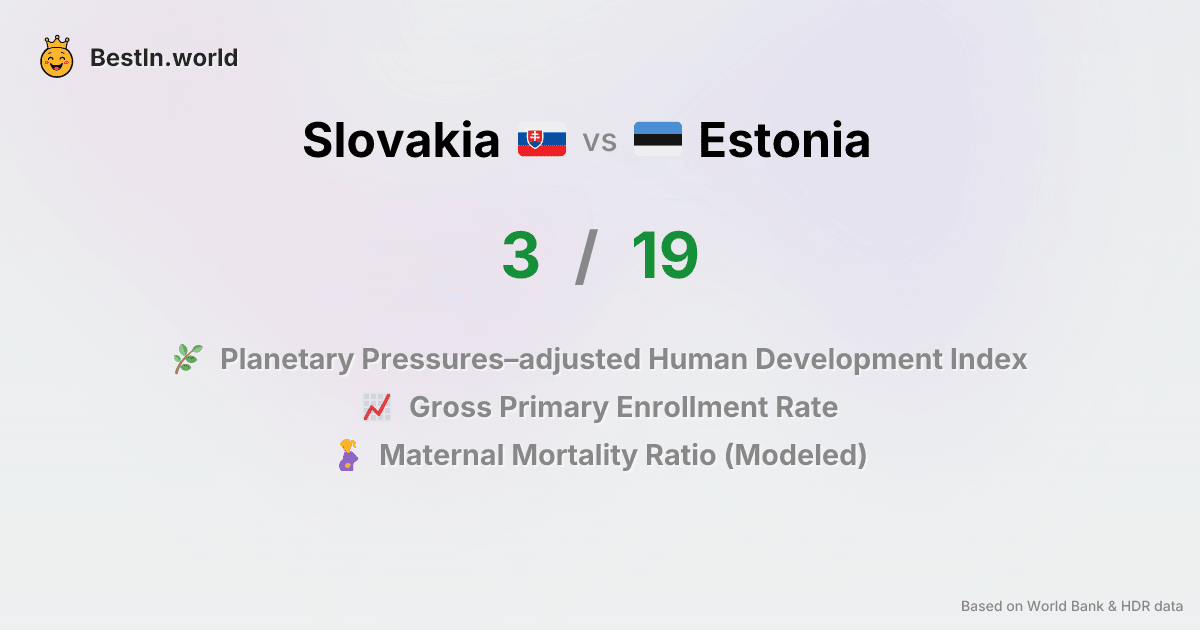 BestIn.world
Slovakia vs Estonia
3 / 19
Planetary Pressures–adjusted Human Development Index
Gross Primary Enrollment Rate
Maternal Mortality Ratio (Modeled)
Based on World Bank & HDR data